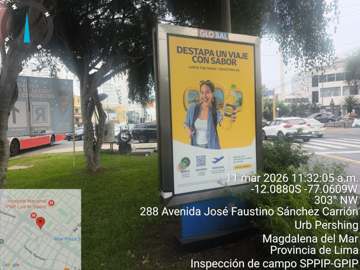 GLOBAL
DESTAPA UN VIAJE
CON SABOR
11 mar 2026 11:32:05 a.m.
-12.0880S -77.0609W
303° NW
288 Avenida José Faustino Sánchez Carrión
Urb Pershing
Magdalena del Mar
Provincia de Lima
Inspección de campo SPPIP-GPIP